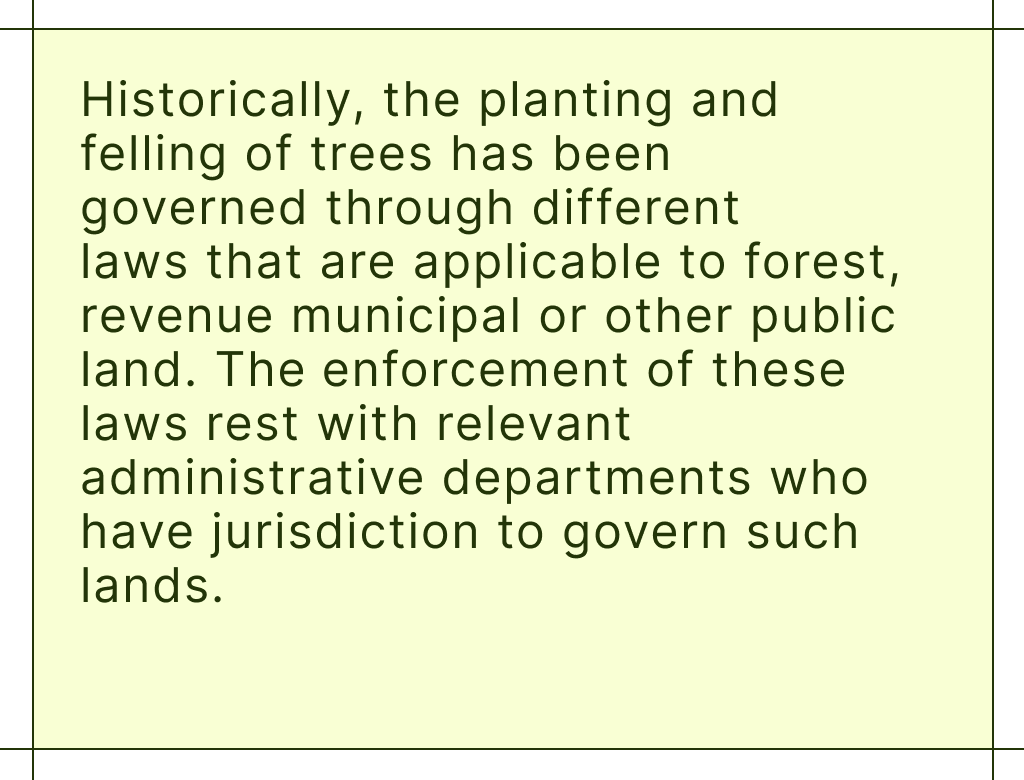 Historically, the planting and
felling of trees has been
governed through different
laws that are applicable to forest,
revenue municipal or other public
land. The enforcement of these
laws rest with relevant
administrative departments who
have jurisdiction to govern such
lands.